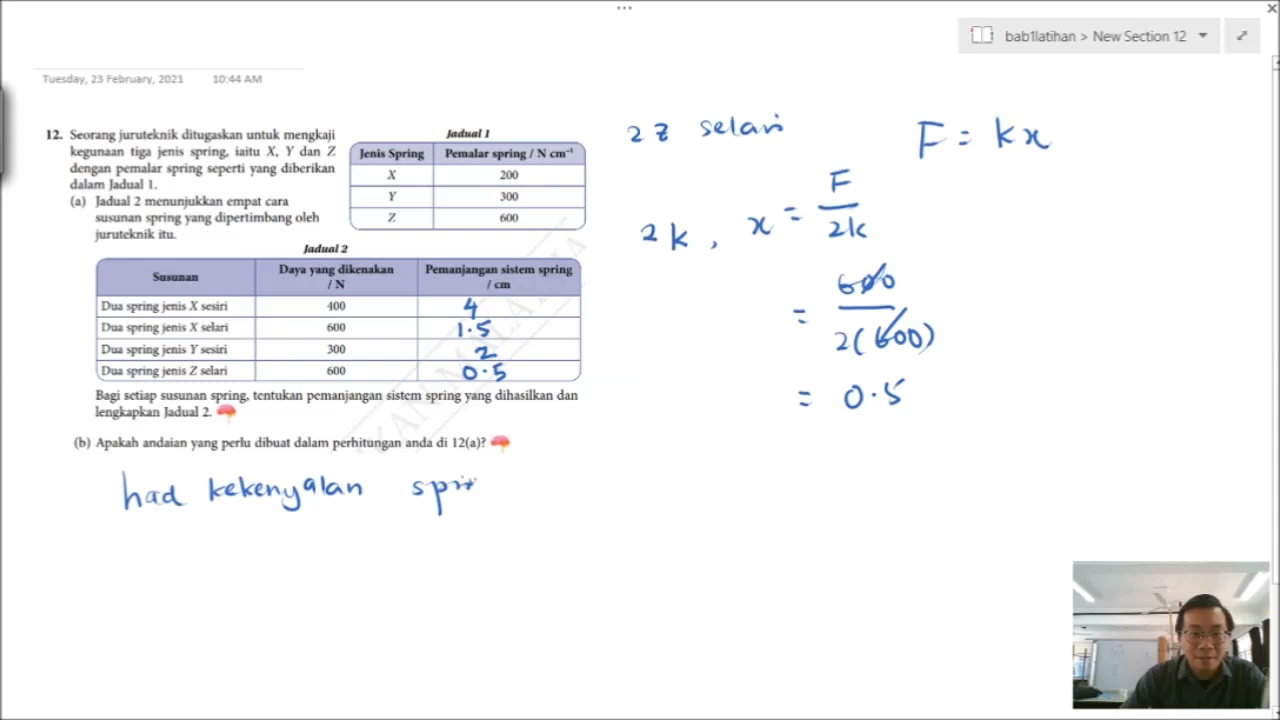 bab1latihan > New Section 12
Tuesday, 23 February, 2021 10:44 AM
12. Seorang juruteknik ditugaskan untuk mengkaji
kegunaan tiga jenis spring, iaitu X, Y dan Z
dengan pemalar spring seperti yang diberikan
dalam Jadual 1.
(a) Jadual 2 menunjukkan empat cara
susunan spring yang dipertimbang oleh
juruteknik itu.
Jadual 1
Jenis Spring Pemalar spring / N cm⁻¹
X 200
Y 300
Z 600
Jadual 2
Susunan Daya yang dikenakan / N Pemanjangan sistem spring / cm
Dua spring jenis X sesiri 400 4
Dua spring jenis X selari 600 1.5
Dua spring jenis Y sesiri 300 2
Dua spring jenis Z selari 600 0.5
Bagi setiap susunan spring, tentukan pemanjangan sistem spring yang dihasilkan dan
lengkapkan Jadual 2.
(b) Apakah andaian yang perlu dibuat dalam perhitungan anda di 12(a)?
had kekenyalan spri
2 Z selari
F = kx
2k, x = F/2k
= 600/2(600)
= 0.5